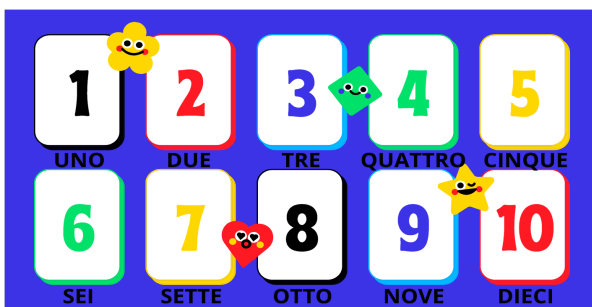 1 2 3 4 5
UNO DUE TRE QUATTRO CINQUE
6 7 8 9 10
SEI SETTE OTTO NOVE DIECI